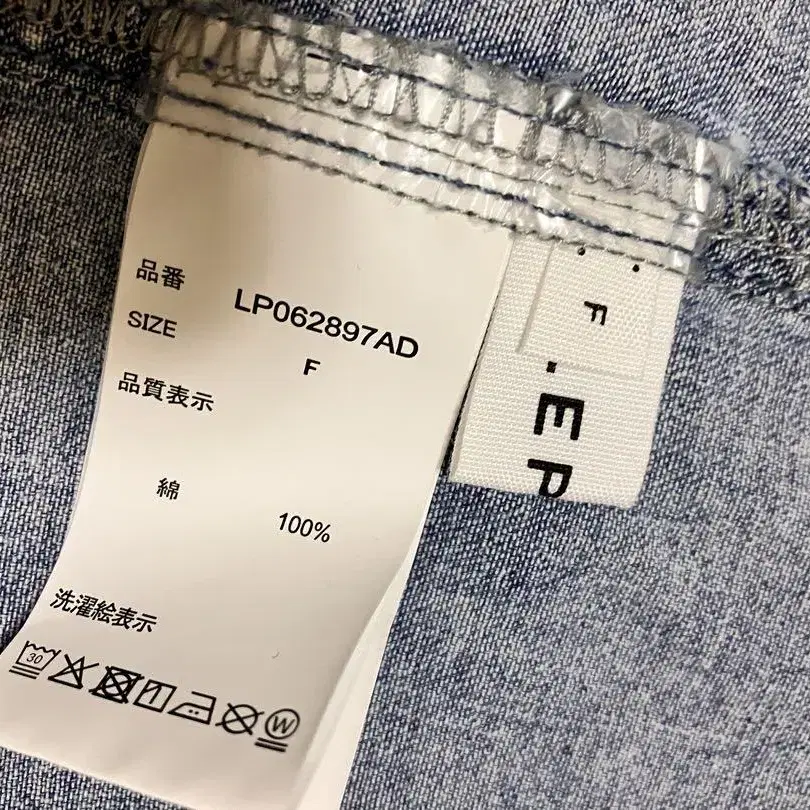 品番 LP062897AD
SIZE F
品質表示
綿 100%
洗濯絵表示
30
W
F
.EP